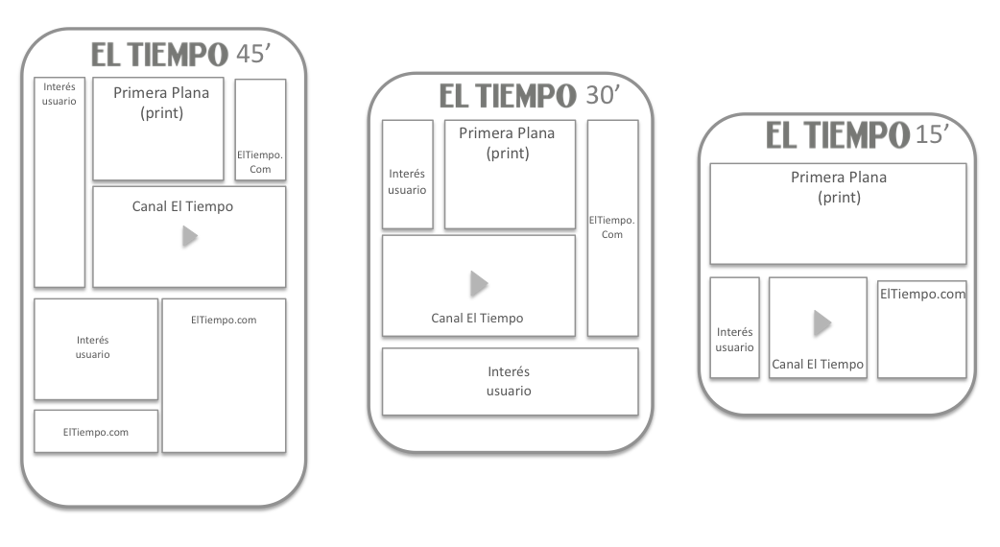 EL TIEMPO 45’
Interés
usuario
Primera Plana
(print)
ElTiempo.
Com
Canal El Tiempo
Interés
usuario
ElTiempo.com
ElTiempo.com
EL TIEMPO 30’
Interés
usuario
Primera Plana
(print)
ElTiempo.
Com
Canal El Tiempo
Interés
usuario
EL TIEMPO 15’
Primera Plana
(print)
Interés
usuario
Canal El Tiempo
ElTiempo.com